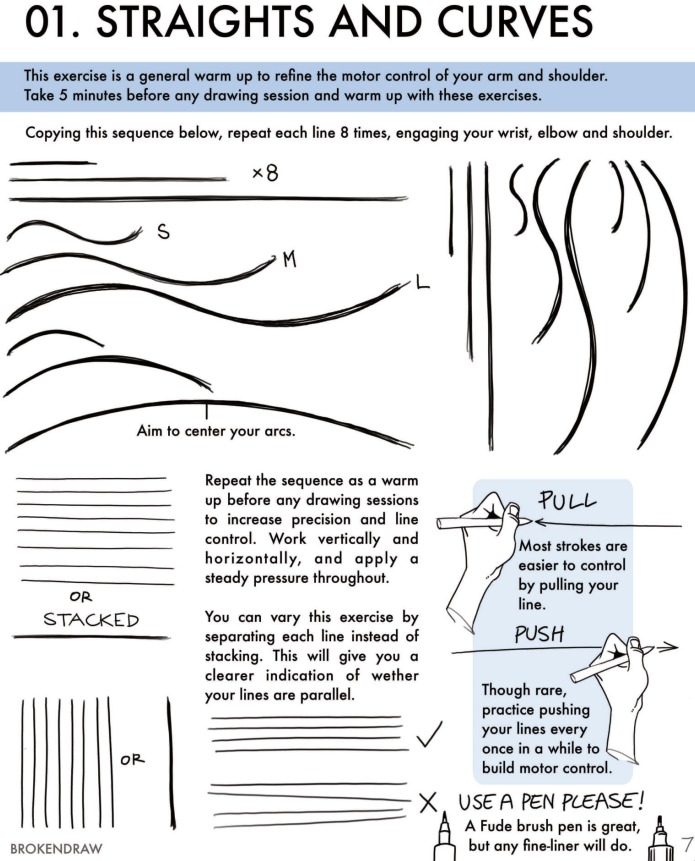 01. STRAIGHTS AND CURVES
This exercise is a general warm up to refine the motor control of your arm and shoulder.
Take 5 minutes before any drawing session and warm up with these exercises.
Copying this sequence below, repeat each line 8 times, engaging your wrist, elbow and shoulder.
×8
S
M
L
Aim to center your arcs.
Repeat the sequence as a warm
up before any drawing sessions
to increase precision and line
control. Work vertically and
horizontally, and apply a
steady pressure throughout.
OR
STACKED
You can vary this exercise by
separating each line instead of
stacking. This will give you a
clearer indication of wether
your lines are parallel.
OR
PULL
Most strokes are
easier to control
by pulling your
line.
PUSH
Though rare,
practice pushing
your lines every
once in a while to
build motor control.
USE A PEN PLEASE!
A Fude brush pen is great,
but any fine-liner will do.
BROKENDRAW
7